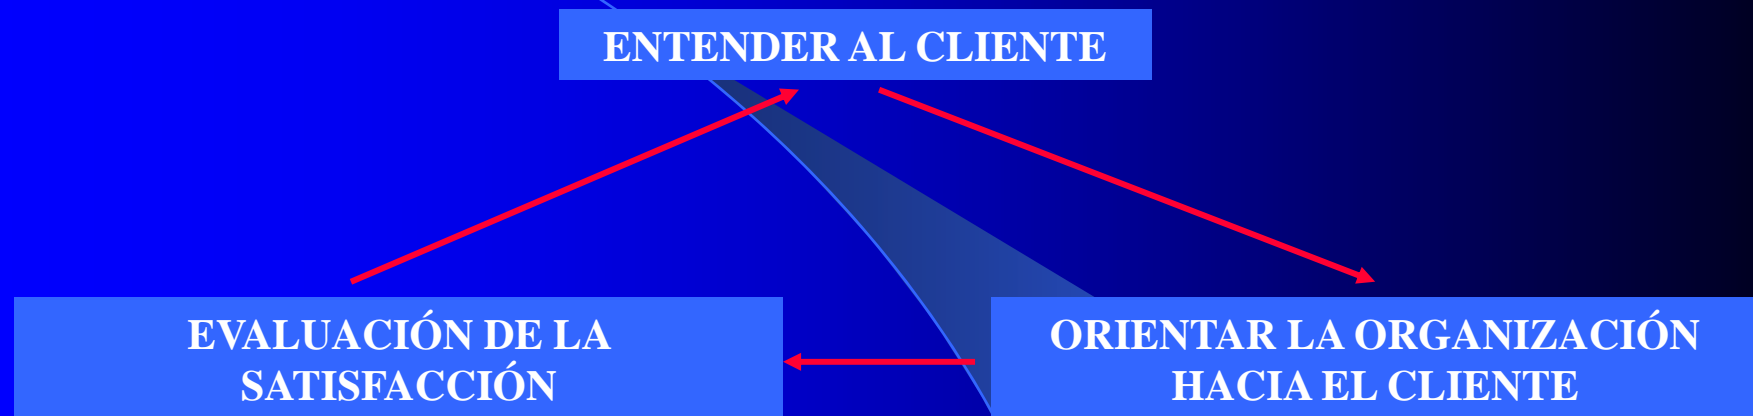 ENTENDER AL CLIENTE
EVALUACIÓN DE LA
SATISFACCIÓN
ORIENTAR LA ORGANIZACIÓN
HACIA EL CLIENTE